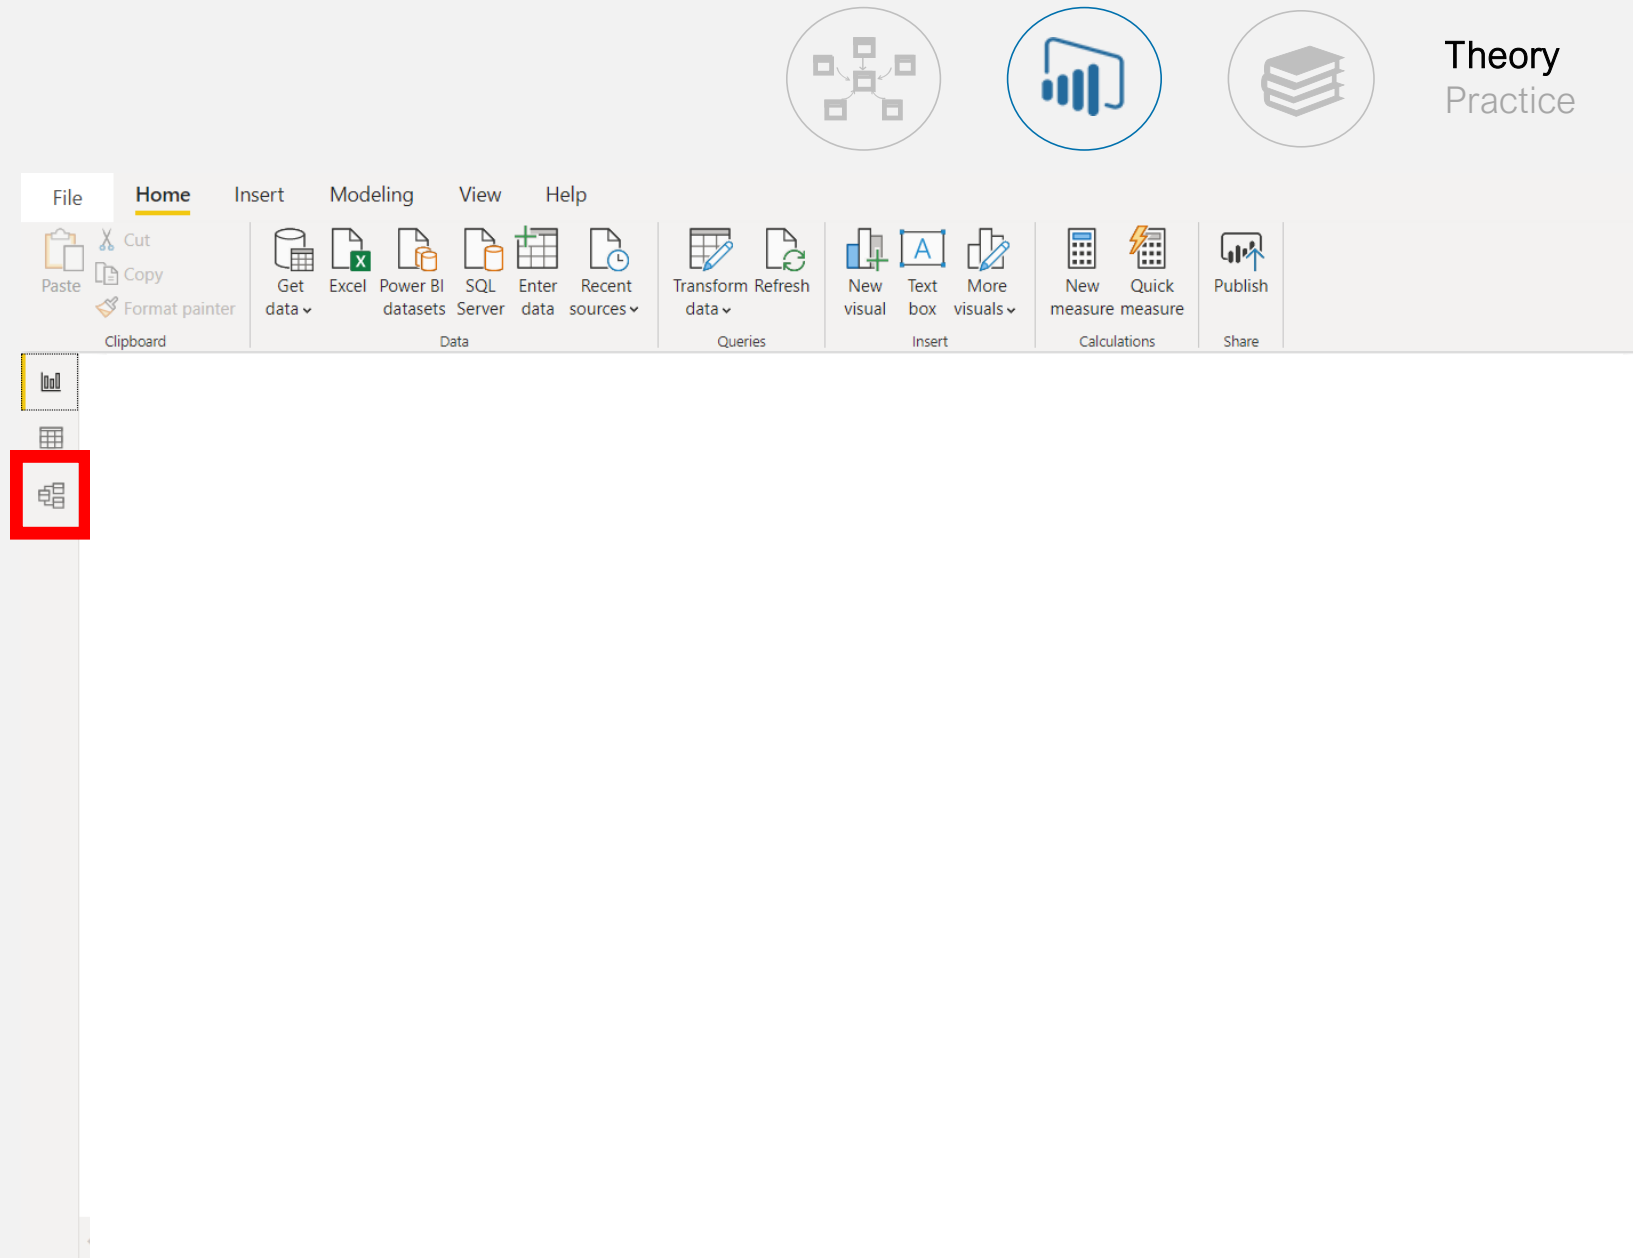 Theory
Practice
File Home Insert Modeling View Help
Paste
Cut
Copy
Format painter
Clipboard
Get data
Excel
Power BI datasets
SQL Server
Enter data
Recent sources
Data
Transform data
Refresh
Queries
New visual
A
Text box
More visuals
Insert
New measure
Quick measure
Calculations
Publish
Share